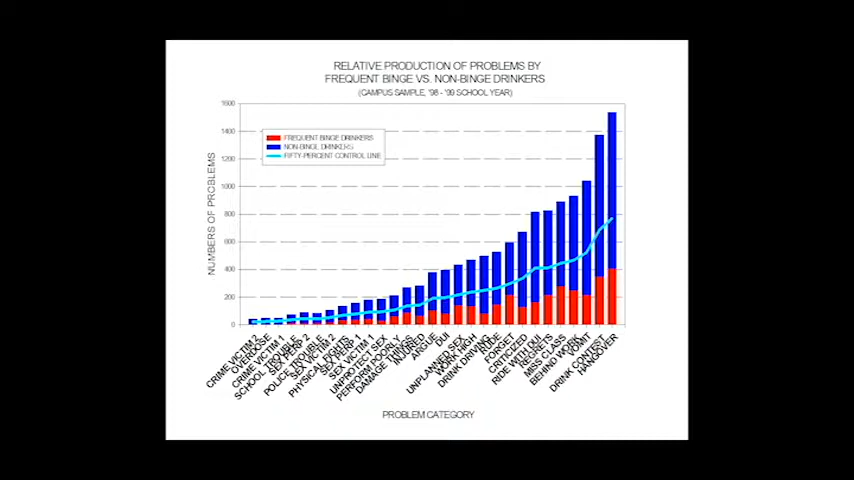 RELATIVE PRODUCTION OF PROBLEMS BY
FREQUENT BINGE VS. NON-BINGE DRINKERS
(CAMPUS SAMPLE, '98 - '99 SCHOOL YEAR)
NUMBERS OF PROBLEMS
1600
1400
1200
1000
800
600
400
200
0
FREQUENT BINGE DRINKERS
NON-BINGE DRINKERS
FIFTY-PERCENT CONTROL LINE
CRIME VICTIM 2
OVERDOSE
CRIME VICTIM 1
SCHOOL TROUBLE
SEX PERP 2
POLICE TROUBLE
SEX VICTIM 2
PHYSICAL FIGHTS
SEX PERP 1
SEX VICTIM 1
UNPROTECT SEX
PERFORM POORLY
DAMAGE THINGS
INJURED
ARGUE
DUI
UNPLANNED SEX
WORK HIGH
DRINK DRIVING
RUDE
FORGET
CRITICIZED
RIDE WITH DUI
REGRETS
MISS CLASS
BEHIND WORK
VOMIT
DRINK CONTEST
HANGOVER
PROBLEM CATEGORY